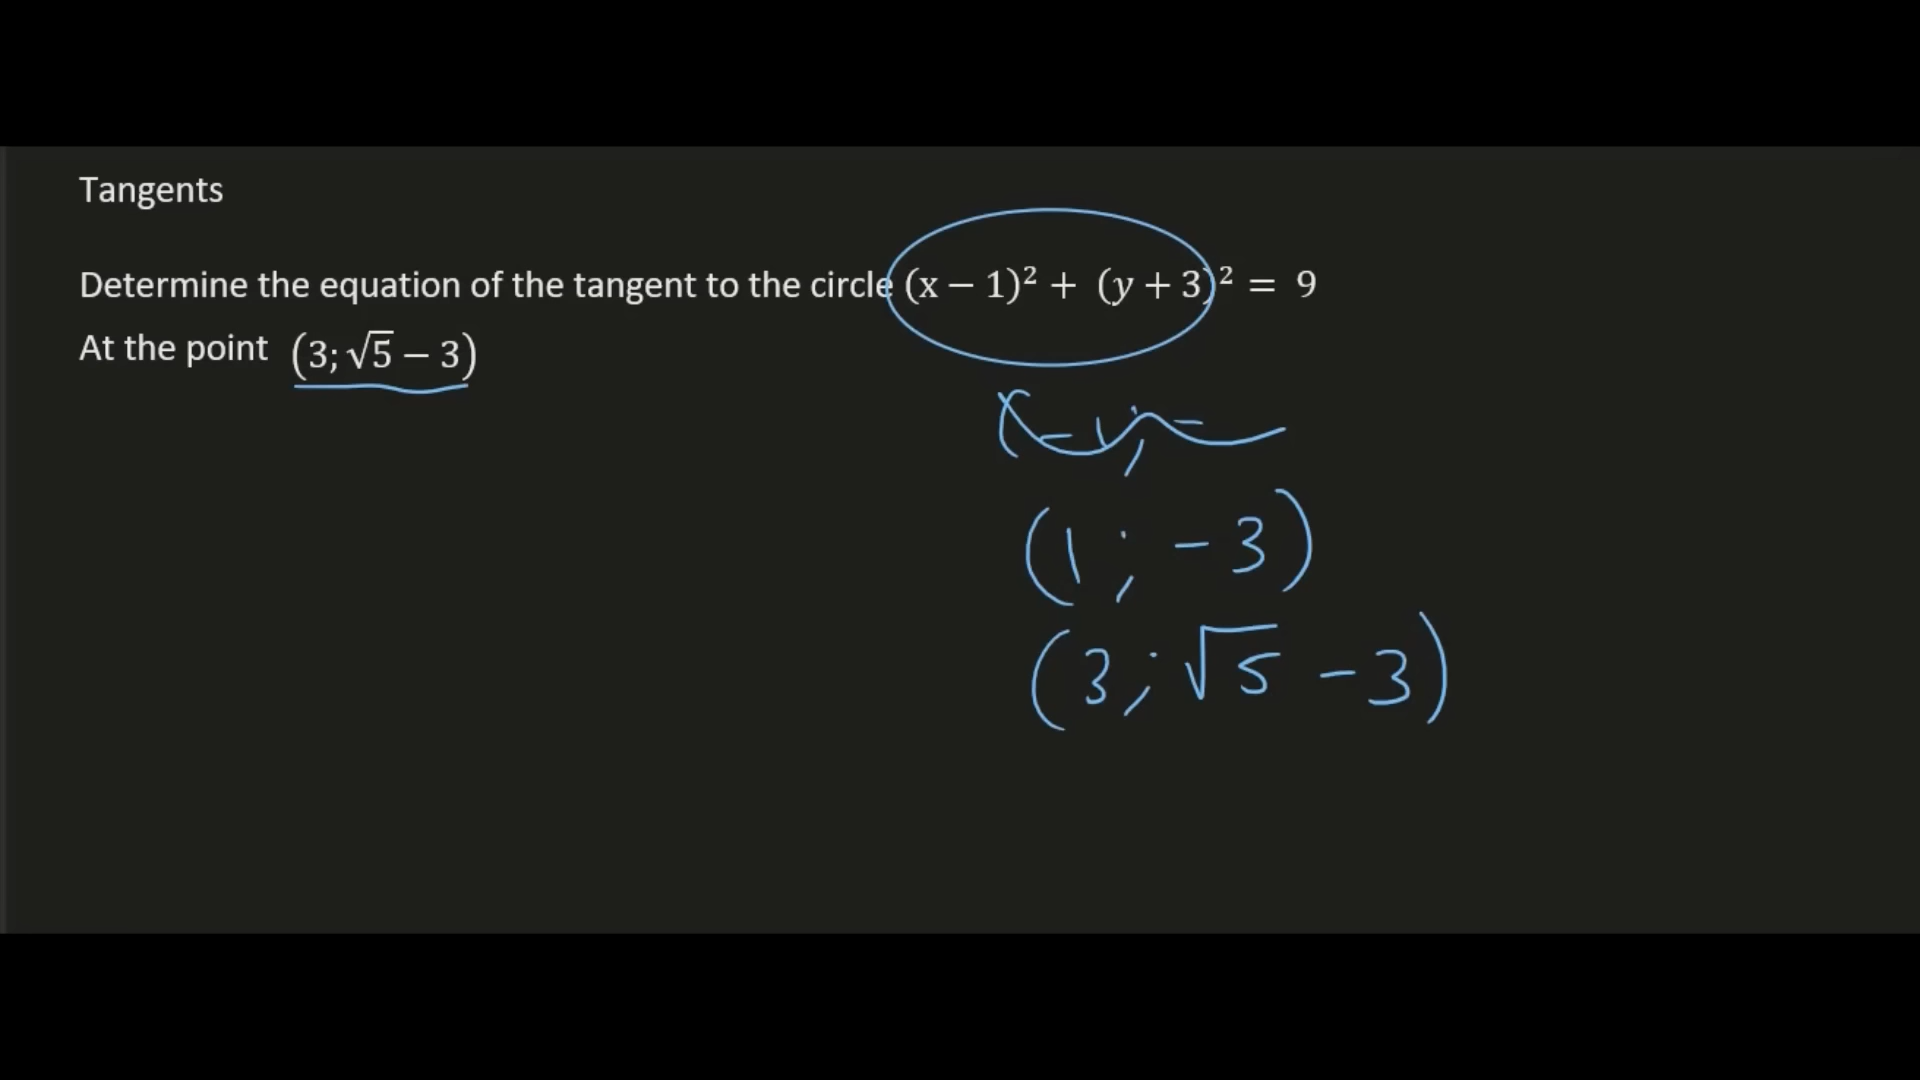 Tangents
Determine the equation of the tangent to the circle (x − 1)² + (y + 3)² = 9
At the point (3; √5 − 3)
(1 ; − 3)
(3 ; √5 − 3)